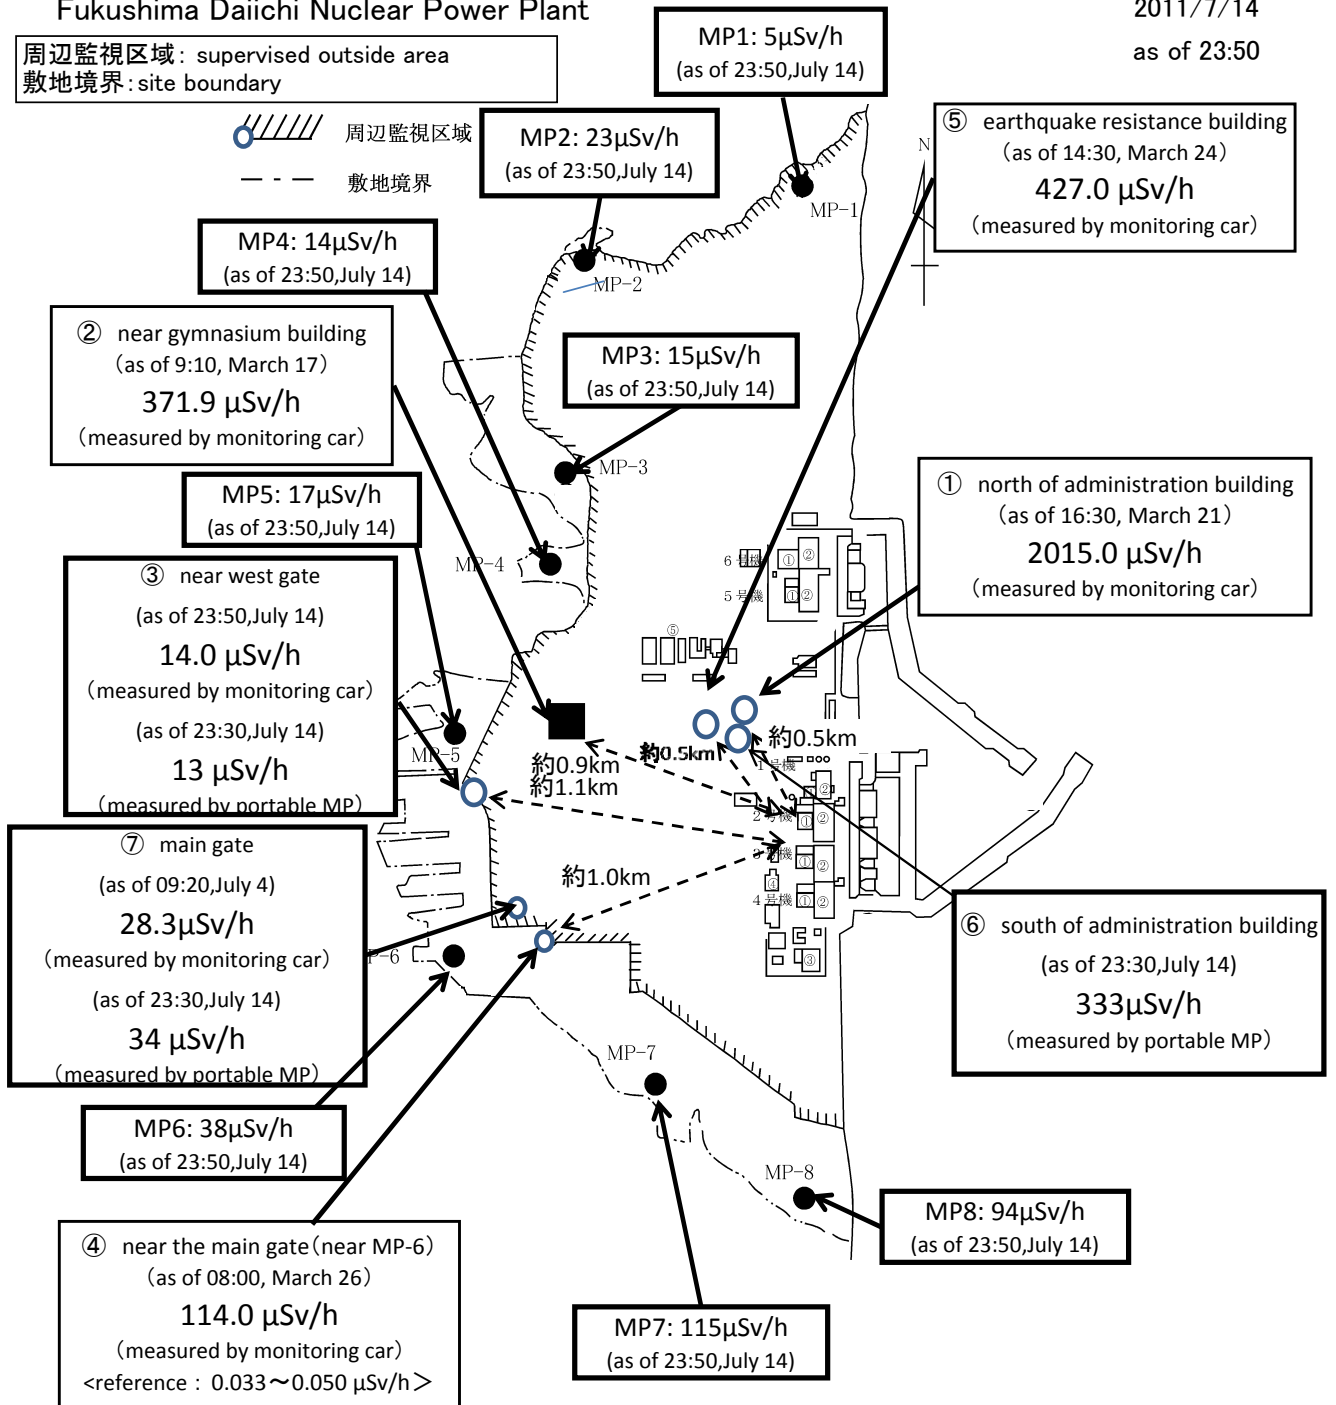 Fukushima Daiichi Nuclear Power Plant
2011/7/14
as of 23:50
周辺監視区域: supervised outside area
敷地境界:site boundary
周辺監視区域
敷地境界
MP1: 5μSv/h
(as of 23:50,July 14)
MP2: 23μSv/h
(as of 23:50,July 14)
⑤ earthquake resistance building
(as of 14:30, March 24)
427.0 μSv/h
(measured by monitoring car)
N
MP-1
MP4: 14μSv/h
(as of 23:50,July 14)
MP-2
② near gymnasium building
(as of 9:10, March 17)
371.9 μSv/h
(measured by monitoring car)
MP3: 15μSv/h
(as of 23:50,July 14)
MP-3
MP5: 17μSv/h
(as of 23:50,July 14)
① north of administration building
(as of 16:30, March 21)
2015.0 μSv/h
(measured by monitoring car)
MP-4
③ near west gate
(as of 23:50,July 14)
14.0 μSv/h
(measured by monitoring car)
(as of 23:30,July 14)
13 μSv/h
(measured by portable MP)
6号機
① ②
5号機
① ②
⑤
MP-5
約0.9km
約1.1km
約0.5km
約0.5km
1号機
②
2号機
① ②
3号機
① ②
④
4号機
① ②
③
約1.0km
⑦ main gate
(as of 09:20,July 4)
28.3μSv/h
(measured by monitoring car)
(as of 23:30,July 14)
34 μSv/h
(measured by portable MP)
P-6
⑥ south of administration building
(as of 23:30,July 14)
333μSv/h
(measured by portable MP)
MP-7
MP6: 38μSv/h
(as of 23:50,July 14)
MP-8
MP8: 94μSv/h
(as of 23:50,July 14)
④ near the main gate(near MP-6)
(as of 08:00, March 26)
114.0 μSv/h
(measured by monitoring car)
<reference : 0.033～0.050 μSv/h＞
MP7: 115μSv/h
(as of 23:50,July 14)